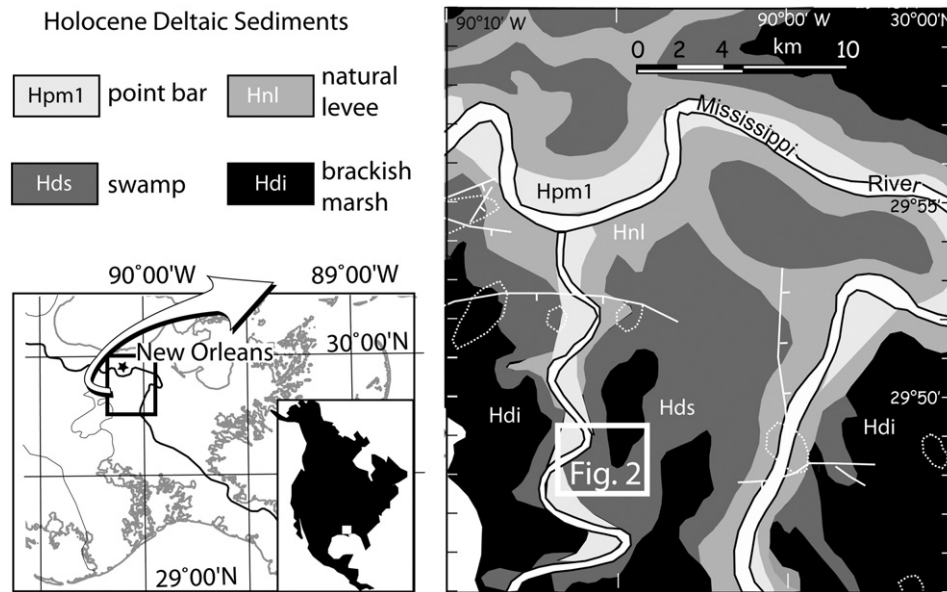 Holocene Deltaic Sediments
Hpm1 point bar
Hnl natural levee
Hds swamp
Hdi brackish marsh
90°00'W 89°00'W
New Orleans
30°00'N
29°00'N
90°10' W 90°00' W 30°00'N
0 2 4 10
km
Mississippi
River
Hpm1
Hnl
29°55'
29°50'
Hdi
Hds
Hdi
Fig. 2